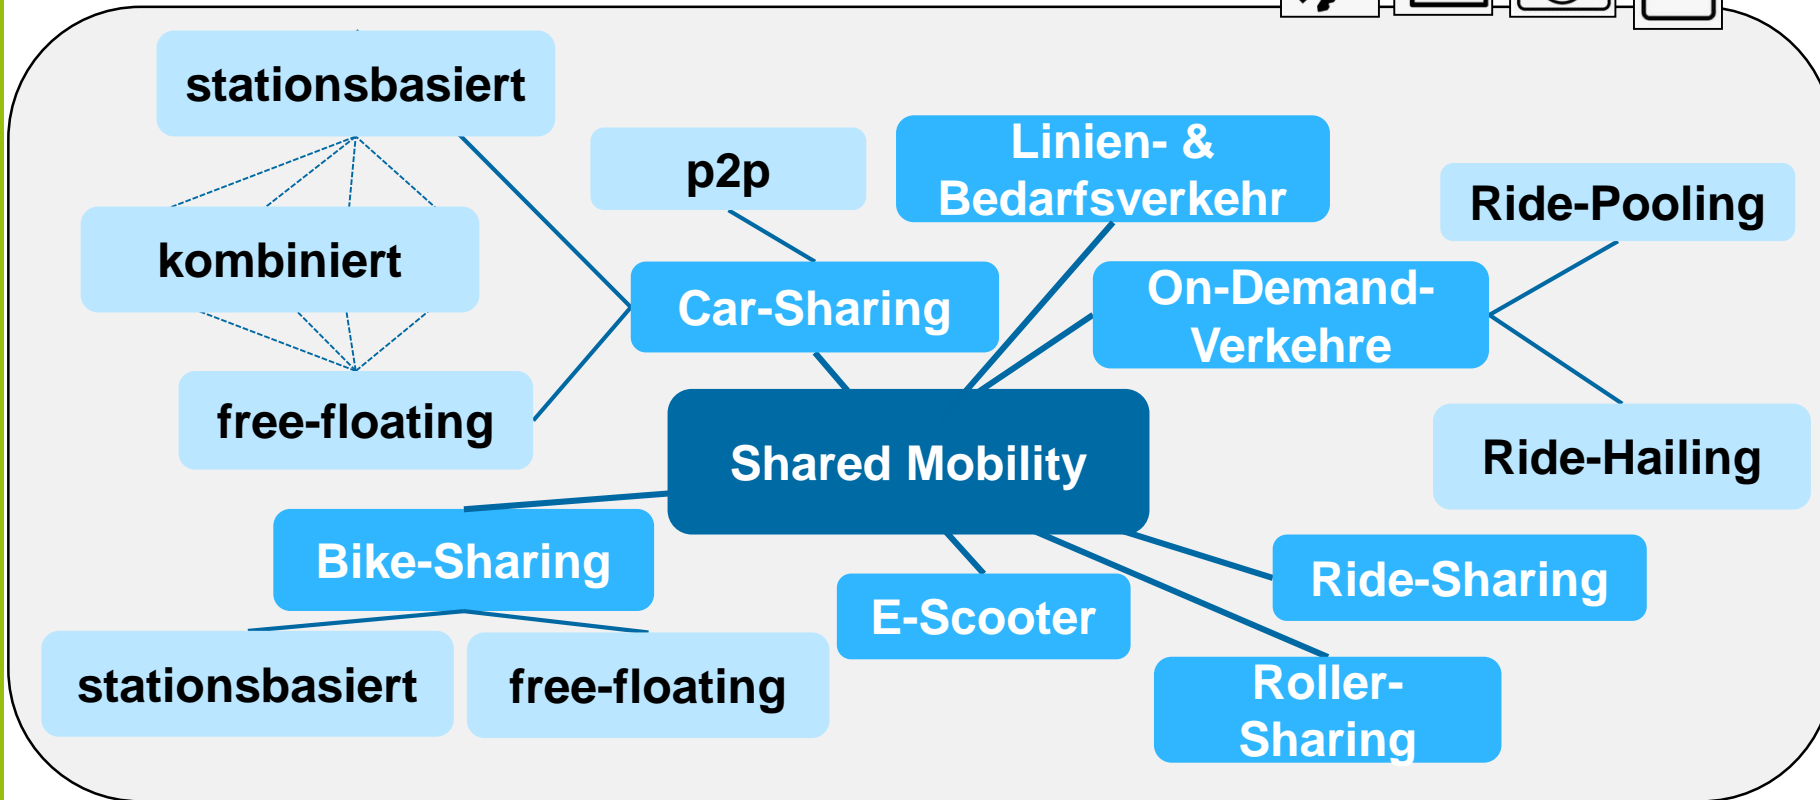 stationsbasiert
p2p
Linien- &
Bedarfsverkehr
Ride-Pooling
kombiniert
Car-Sharing
On-Demand-
Verkehre
free-floating
Shared Mobility
Ride-Hailing
Bike-Sharing
E-Scooter
Ride-Sharing
stationsbasiert
free-floating
Roller-
Sharing